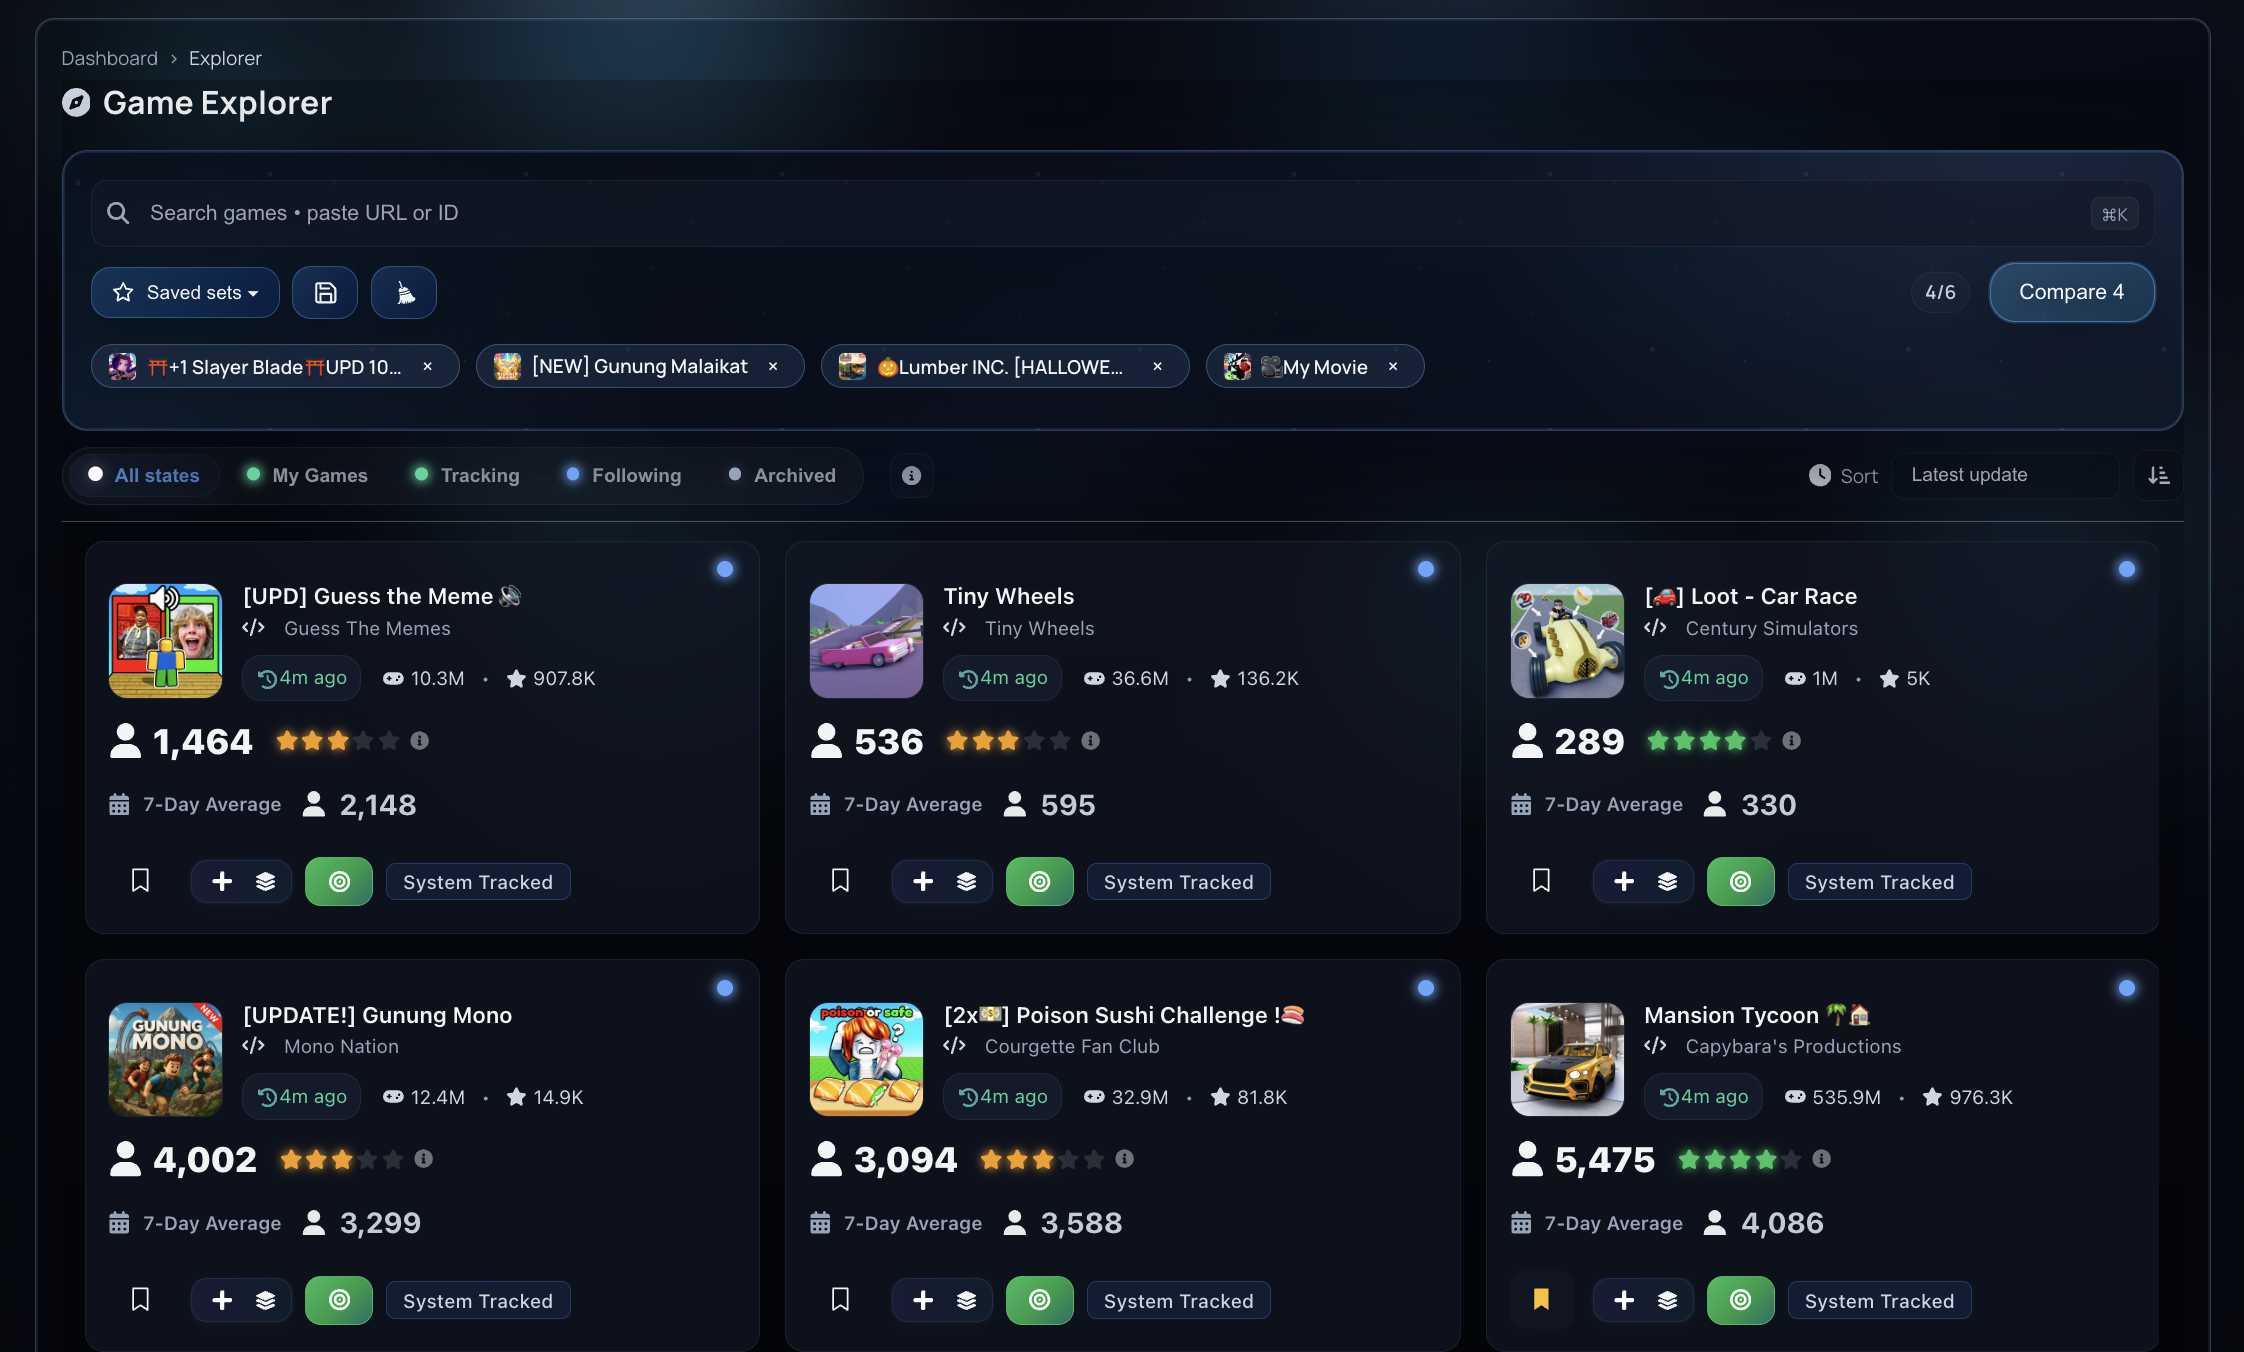 Dashboard › Explorer
Game Explorer
Search games • paste URL or ID
⌘K
Saved sets
4/6
Compare 4
⛩️+1 Slayer Blade⛩️UPD 10... ×
[NEW] Gunung Malaikat ×
🎃Lumber INC. [HALLOWE... ×
🎥My Movie ×
All states
My Games
Tracking
Following
Archived
Sort
Latest update
[UPD] Guess the Meme 🔊
</> Guess The Memes
4m ago 10.3M • 907.8K
1,464
7-Day Average 2,148
System Tracked
Tiny Wheels
</> Tiny Wheels
4m ago 36.6M • 136.2K
536
7-Day Average 595
System Tracked
[🚗] Loot - Car Race
</> Century Simulators
4m ago 1M • 5K
289
7-Day Average 330
System Tracked
NEW
GUNUNG
MONO
[UPDATE!] Gunung Mono
</> Mono Nation
4m ago 12.4M • 14.9K
4,002
7-Day Average 3,299
System Tracked
poison or safe
?
[2x💵] Poison Sushi Challenge !🍣
</> Courgette Fan Club
4m ago 32.9M • 81.8K
3,094
7-Day Average 3,588
System Tracked
Mansion Tycoon 🌴🏠
</> Capybara's Productions
4m ago 535.9M • 976.3K
5,475
7-Day Average 4,086
System Tracked